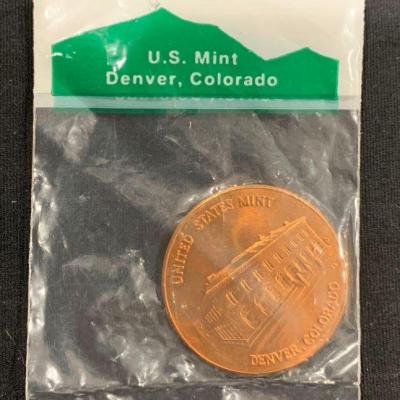 U.S. Mint
Denver, Colorado
UNITED STATES MINT
DENVER, COLORADO